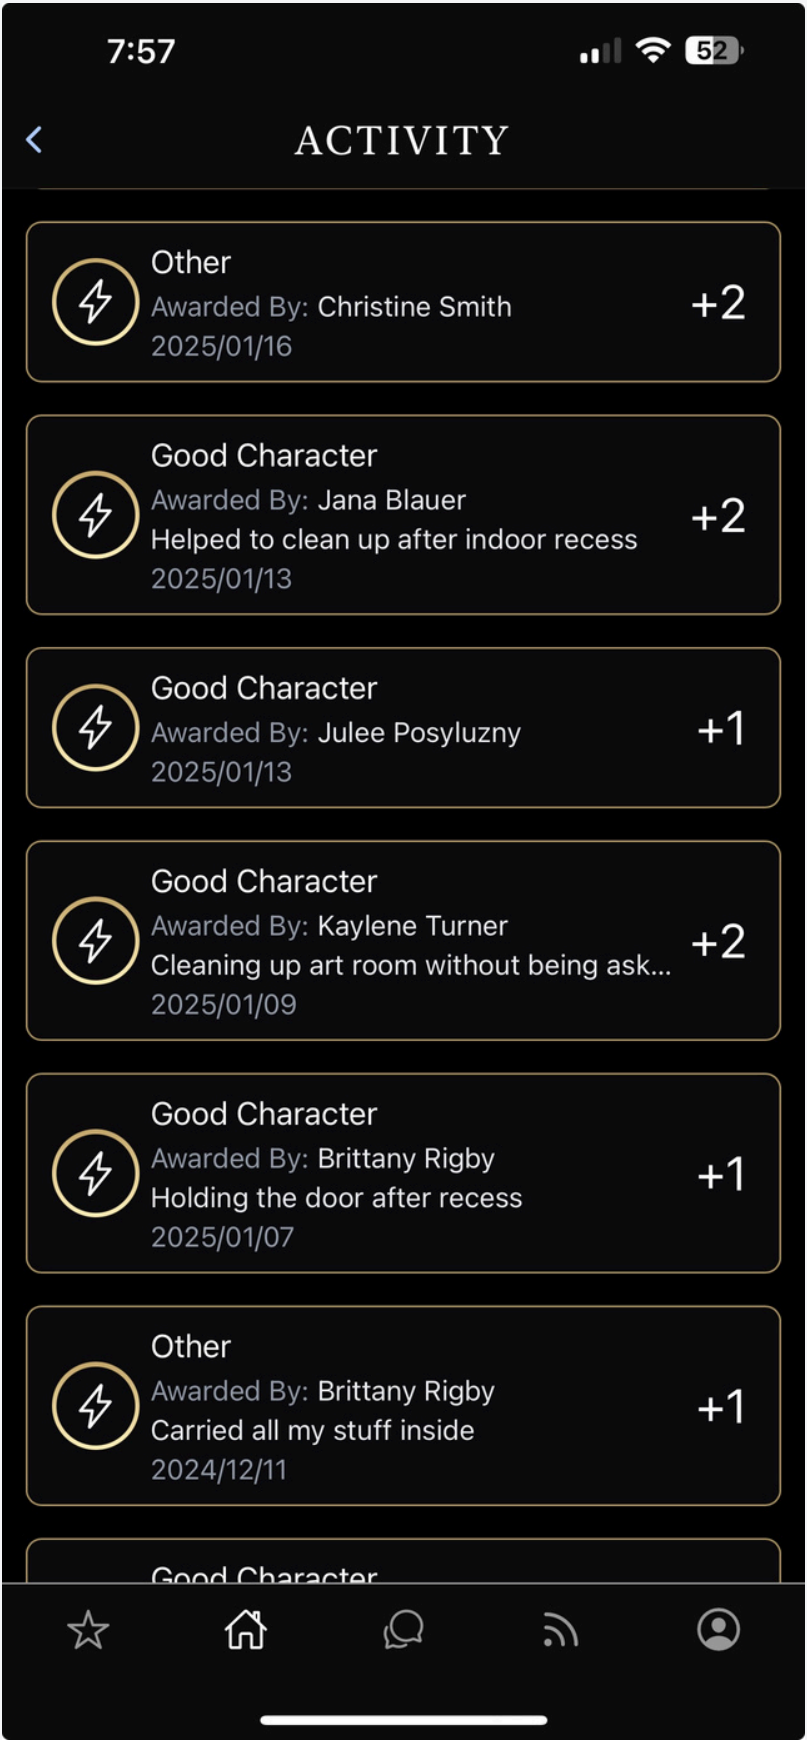 7:57
52
ACTIVITY
Other
Awarded By: Christine Smith
2025/01/16
+2
Good Character
Awarded By: Jana Blauer
Helped to clean up after indoor recess
2025/01/13
+2
Good Character
Awarded By: Julee Posyluzny
2025/01/13
+1
Good Character
Awarded By: Kaylene Turner
Cleaning up art room without being ask...
2025/01/09
+2
Good Character
Awarded By: Brittany Rigby
Holding the door after recess
2025/01/07
+1
Other
Awarded By: Brittany Rigby
Carried all my stuff inside
2024/12/11
+1
Good Character